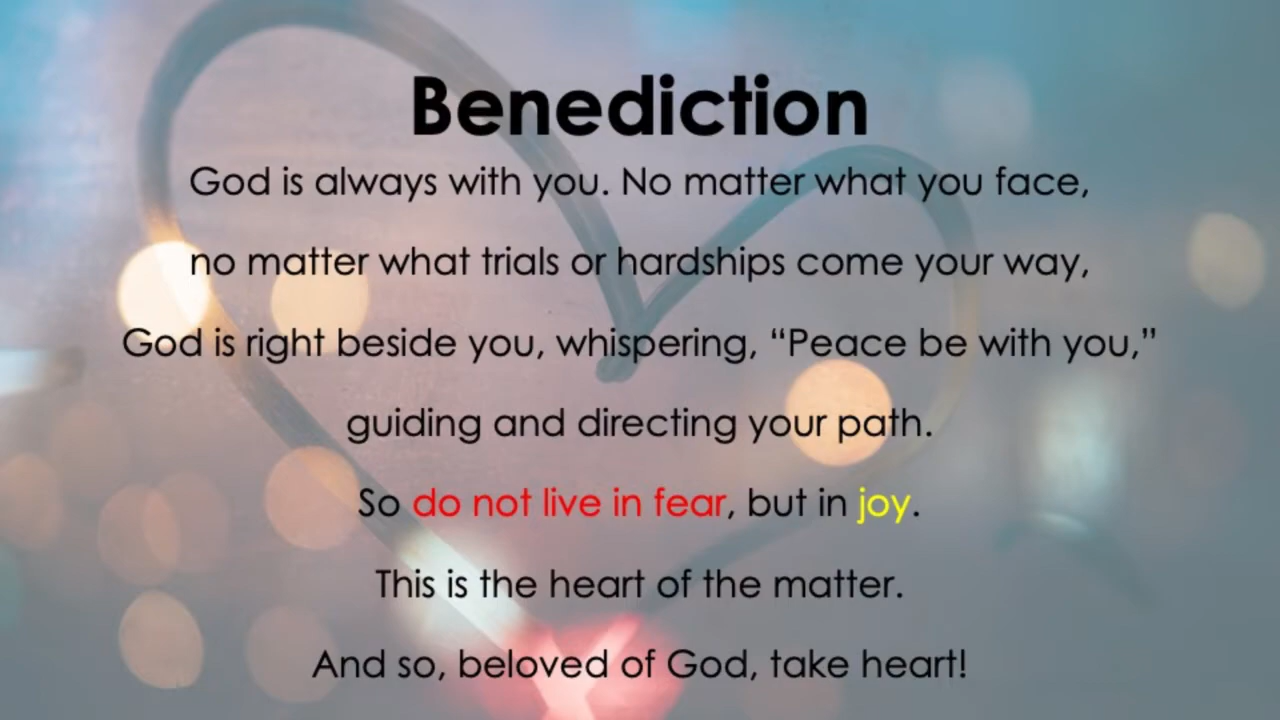 Benediction
God is always with you. No matter what you face,
no matter what trials or hardships come your way,
God is right beside you, whispering, “Peace be with you,”
guiding and directing your path.
So do not live in fear, but in joy.
This is the heart of the matter.
And so, beloved of God, take heart!